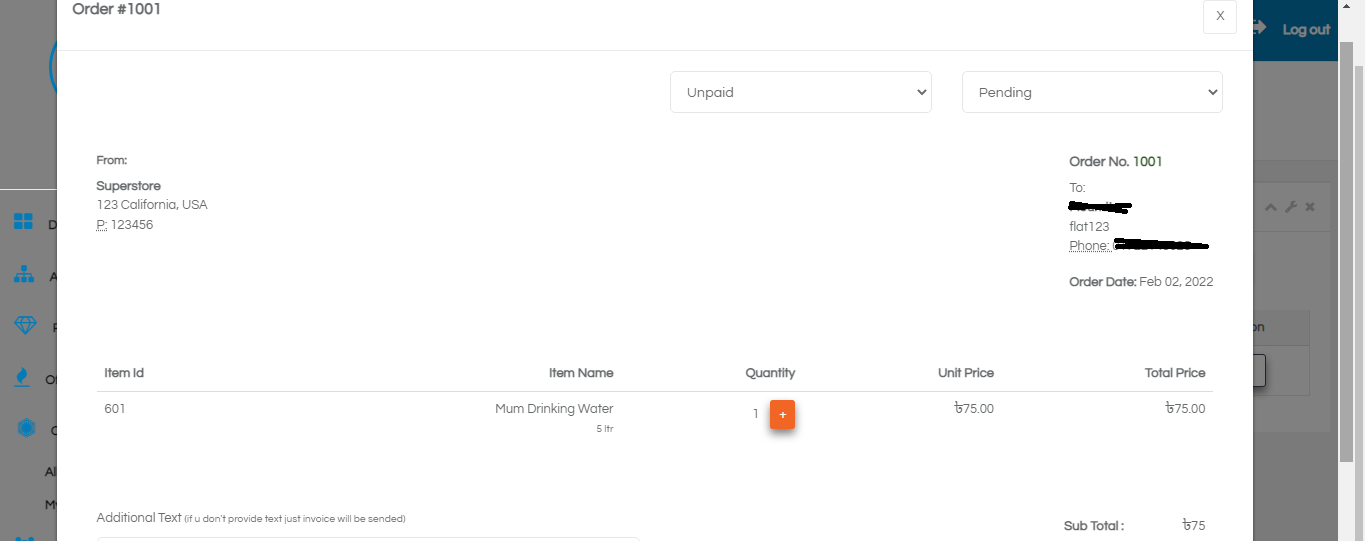 Order #1001
X
Log out
Unpaid
Pending
From:
Superstore
123 California, USA
P: 123456
Order No. 1001
To:
flat123
Phone:
Order Date: Feb 02, 2022
Item Id Item Name Quantity Unit Price Total Price
601 Mum Drinking Water 1 + ৳75.00 ৳75.00
5 ltr
Additional Text (if u don't provide text just invoice will be sended)
Sub Total : ৳75